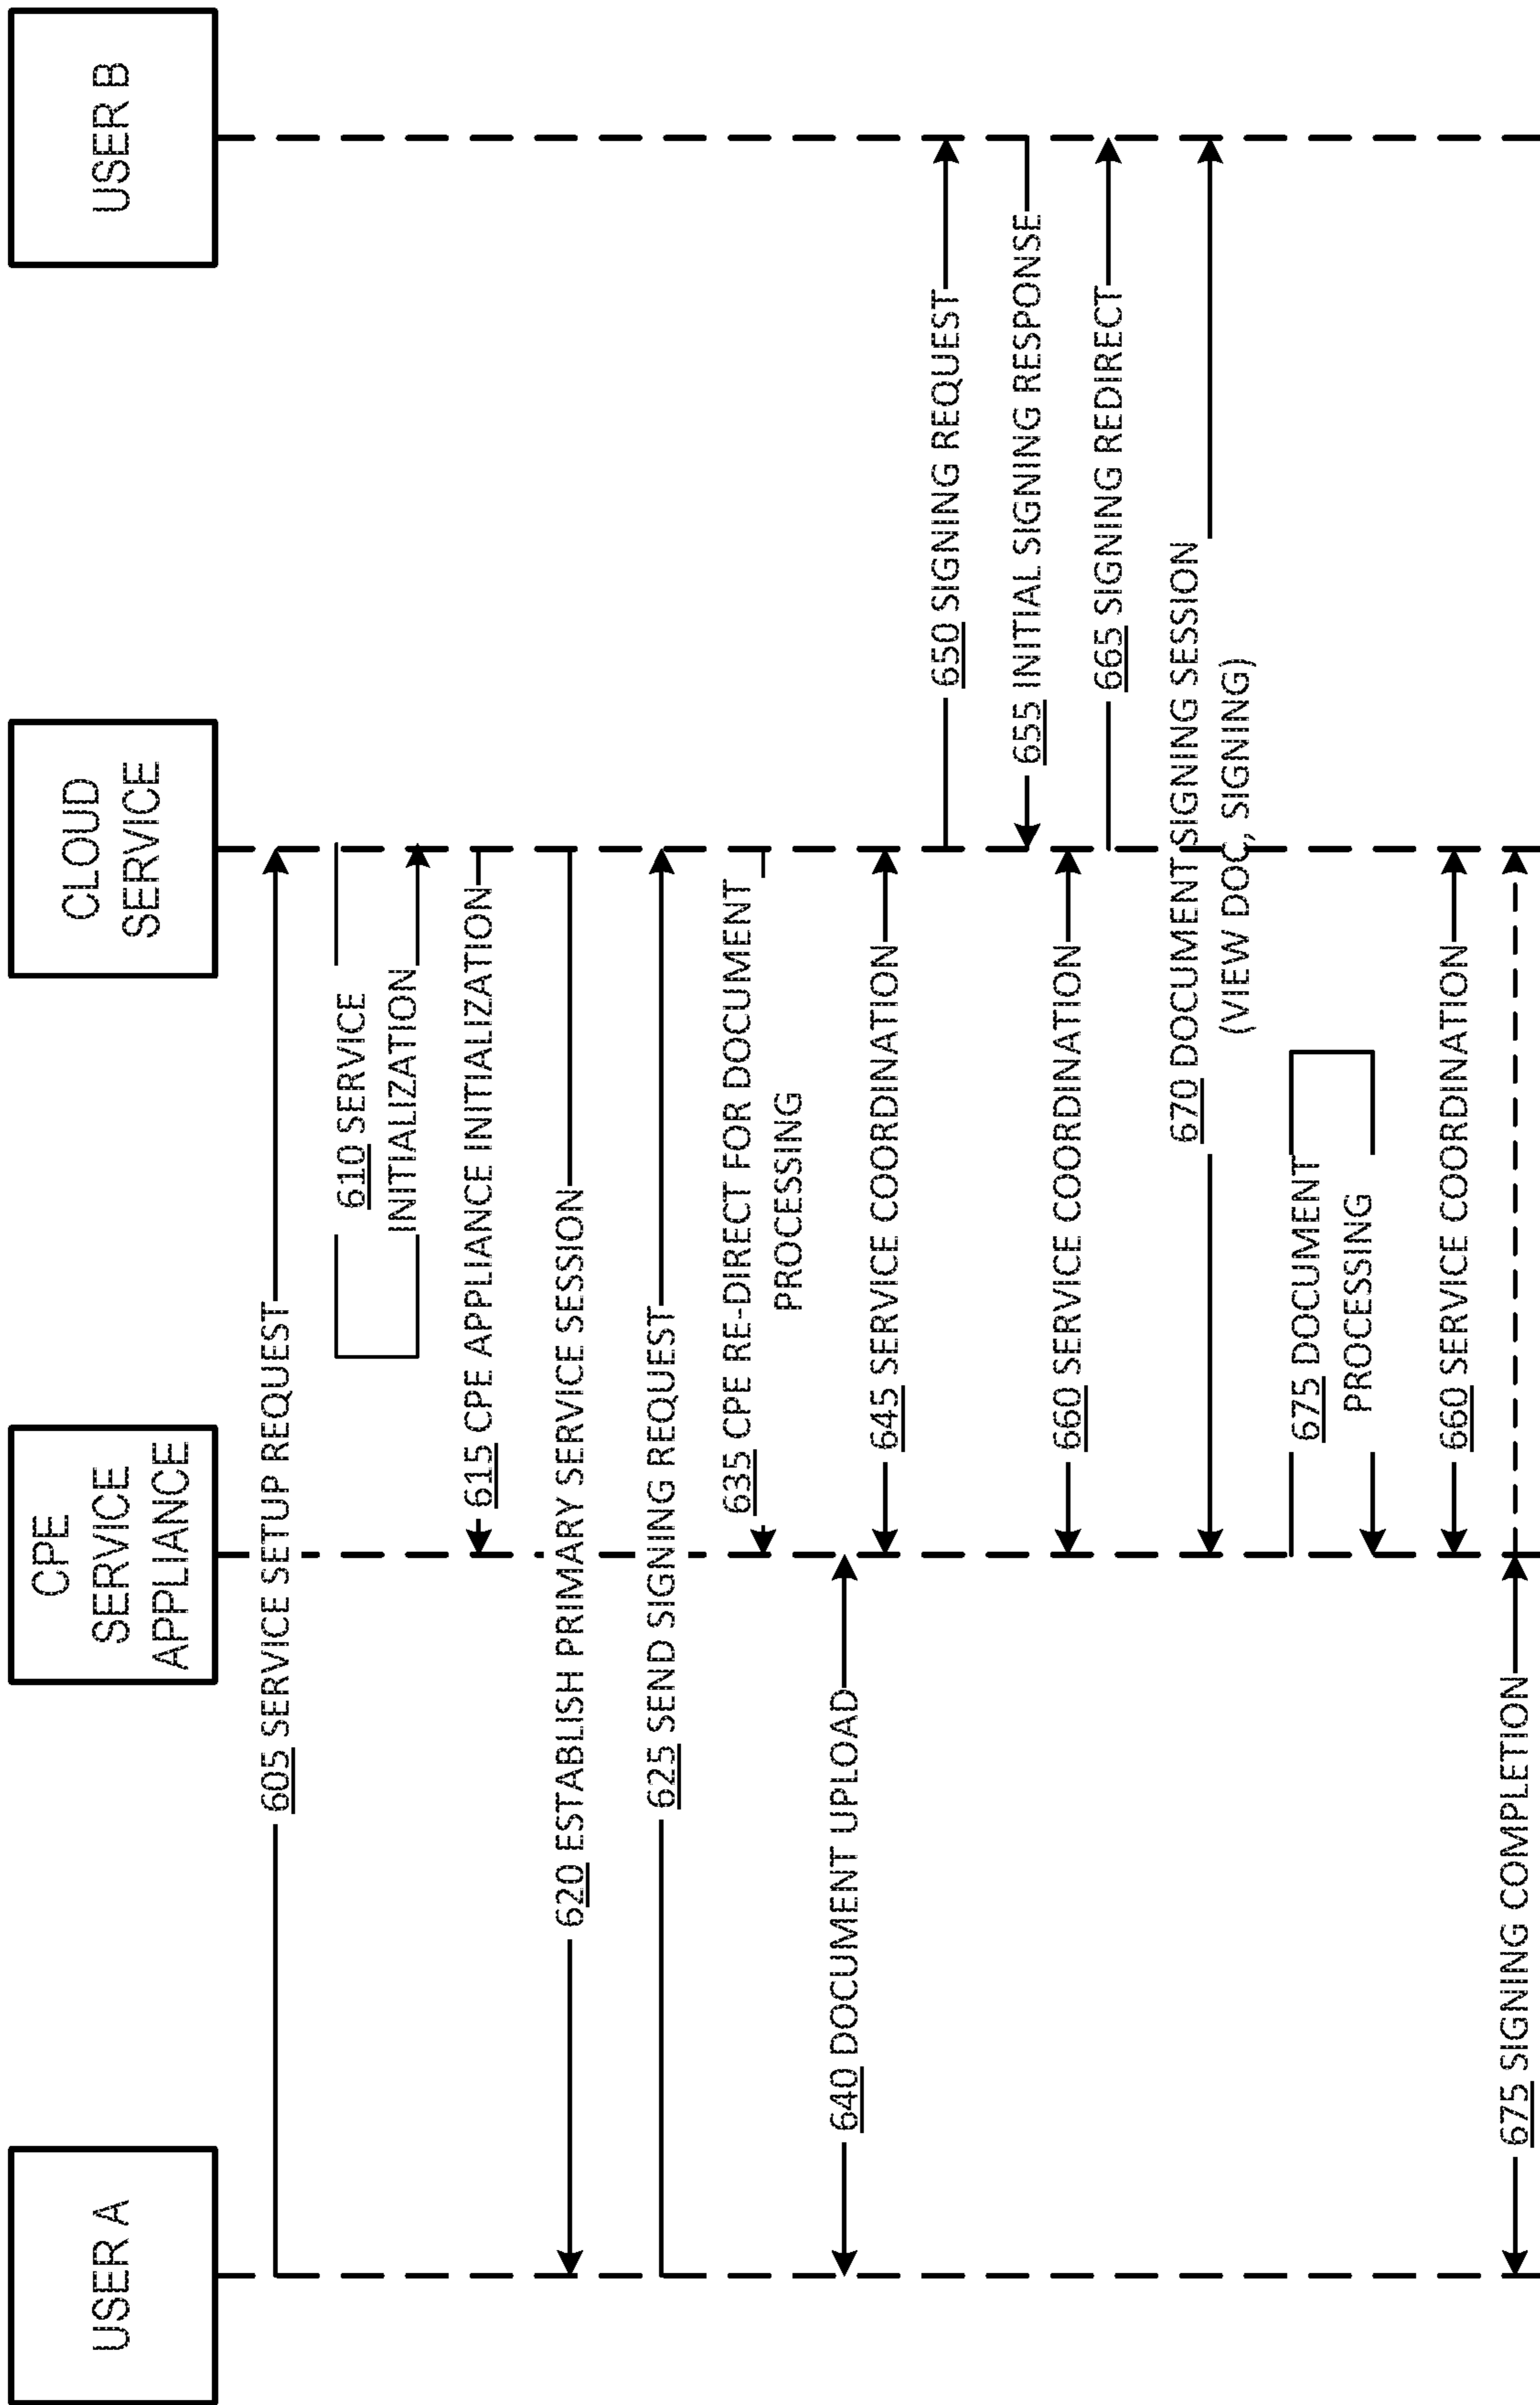 USER A
CPE
SERVICE
APPLIANCE
CLOUD
SERVICE
USER B
605 SERVICE SETUP REQUEST
610 SERVICE
INITIALIZATION
615 CPE APPLIANCE INITIALIZATION
620 ESTABLISH PRIMARY SERVICE SESSION
625 SEND SIGNING REQUEST
635 CPE RE-DIRECT FOR DOCUMENT
PROCESSING
640 DOCUMENT UPLOAD
645 SERVICE COORDINATION
650 SIGNING REQUEST
655 INITIAL SIGNING RESPONSE
660 SERVICE COORDINATION
665 SIGNING REDIRECT
670 DOCUMENT SIGNING SESSION
(VIEW DOC, SIGNING)
675 DOCUMENT
PROCESSING
660 SERVICE COORDINATION
675 SIGNING COMPLETION